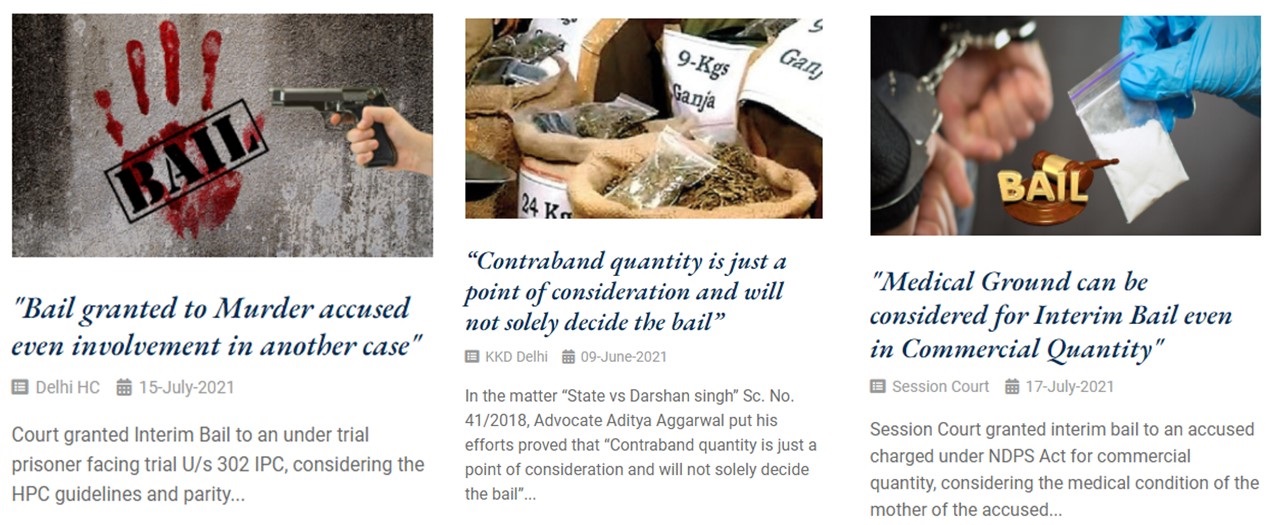 BAIL
"Bail granted to Murder accused
even involvement in another case"
Delhi HC 15-July-2021
Court granted Interim Bail to an under trial
prisoner facing trial U/s 302 IPC, considering the
HPC guidelines and parity...
9-Kgs
Ganja
Ganj
24 Kg
“Contraband quantity is just a
point of consideration and will
not solely decide the bail”
KKD Delhi 09-June-2021
In the matter “State vs Darshan singh” Sc. No.
41/2018, Advocate Aditya Aggarwal put his
efforts proved that “Contraband quantity is just a
point of consideration and will not solely decide
the bail”...
BAIL
"Medical Ground can be
considered for Interim Bail even
in Commercial Quantity"
Session Court 17-July-2021
Session Court granted interim bail to an accused
charged under NDPS Act for commercial
quantity, considering the medical condition of the
mother of the accused...